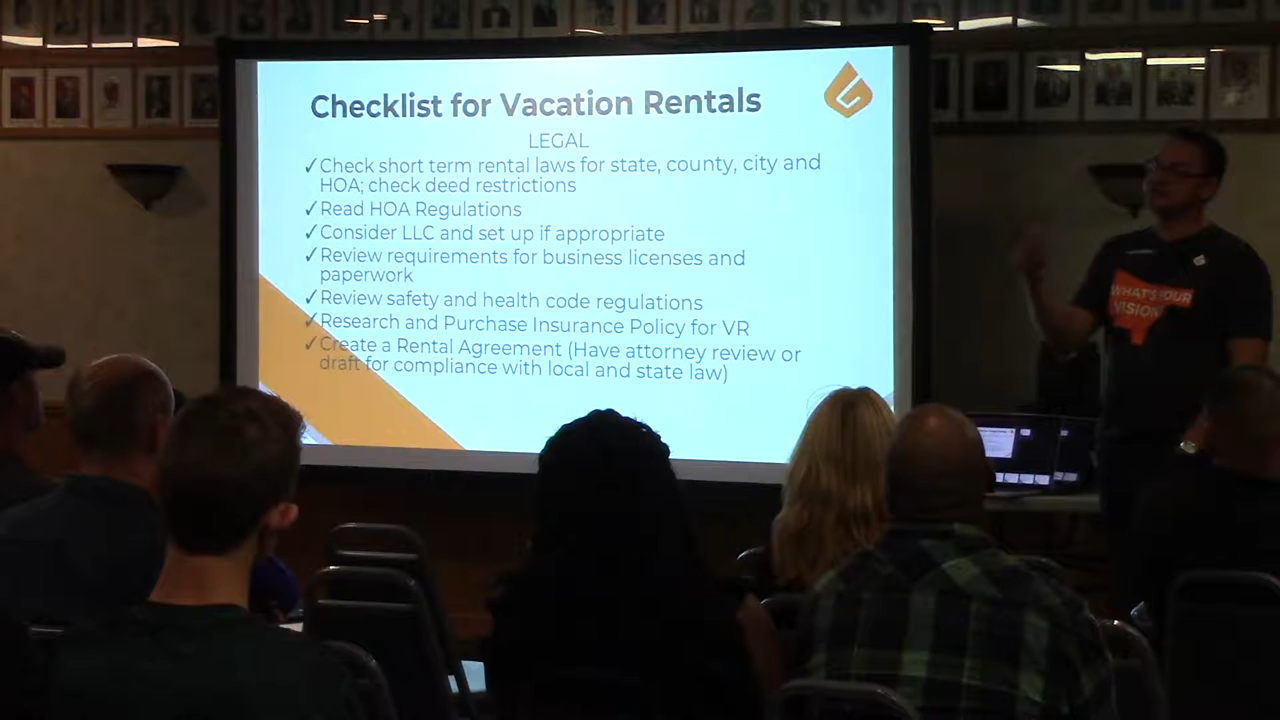 Checklist for Vacation Rentals
LEGAL
✓Check short term rental laws for state, county, city and
HOA; check deed restrictions
✓Read HOA Regulations
✓Consider LLC and set up if appropriate
✓Review requirements for business licenses and
paperwork
✓Review safety and health code regulations
✓Research and Purchase Insurance Policy for VR
✓Create a Rental Agreement (Have attorney review or
draft for compliance with local and state law)
WHAT'S YOUR
VISION